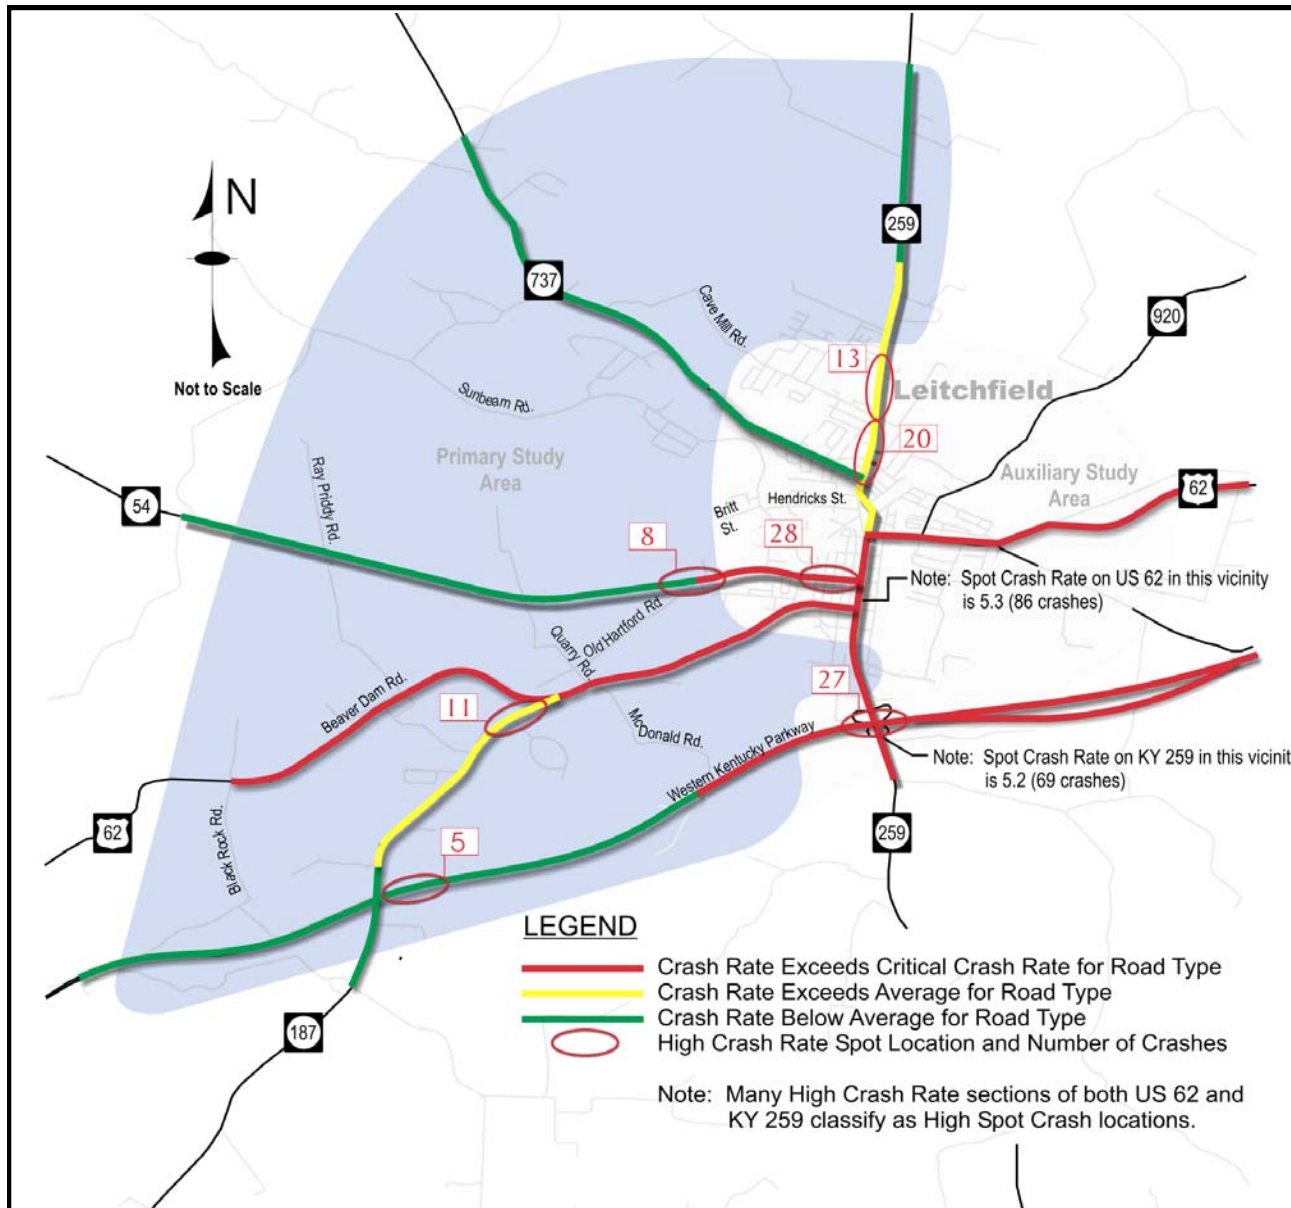 N
Not to Scale
259
737
Cave Mill Rd.
920
13
Leitchfield
Sunbeam Rd.
20
Primary Study
Area
Auxiliary Study
Area
62
Ray Priddy Rd.
54
Hendricks St.
Britt
St.
8
28
Note: Spot Crash Rate on US 62 in this vicinity
is 5.3 (86 crashes)
Old Hartford Rd.
Quarry Rd.
Beaver Dam Rd.
11
27
McDonald Rd.
Western Kentucky Parkway
Note: Spot Crash Rate on KY 259 in this vicinit
is 5.2 (69 crashes)
62
Black Rock Rd.
5
259
187
LEGEND
Crash Rate Exceeds Critical Crash Rate for Road Type
Crash Rate Exceeds Average for Road Type
Crash Rate Below Average for Road Type
High Crash Rate Spot Location and Number of Crashes
Note: Many High Crash Rate sections of both US 62 and
KY 259 classify as High Spot Crash locations.